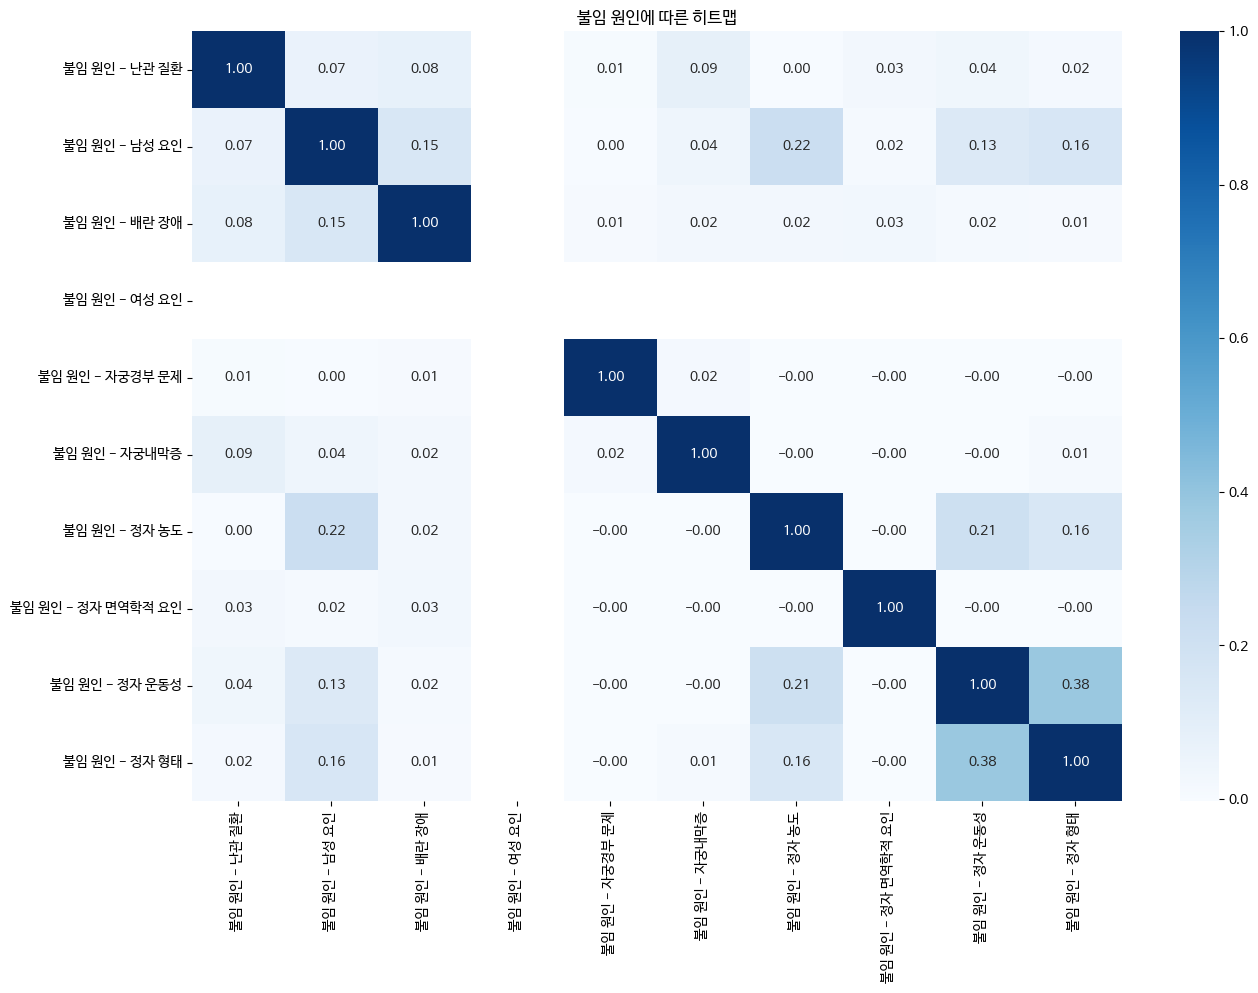 불임 원인에 따른 히트맵
불임 원인 - 난관 질환 1.00 0.07 0.08 0.01 0.09 0.00 0.03 0.04 0.02
불임 원인 - 남성 요인 0.07 1.00 0.15 0.00 0.04 0.22 0.02 0.13 0.16
불임 원인 - 배란 장애 0.08 0.15 1.00 0.01 0.02 0.02 0.03 0.02 0.01
불임 원인 - 여성 요인
불임 원인 - 자궁경부 문제 0.01 0.00 0.01 1.00 0.02 -0.00 -0.00 -0.00 -0.00
불임 원인 - 자궁내막증 0.09 0.04 0.02 0.02 1.00 -0.00 -0.00 -0.00 0.01
불임 원인 - 정자 농도 0.00 0.22 0.02 -0.00 -0.00 1.00 -0.00 0.21 0.16
불임 원인 - 정자 면역학적 요인 0.03 0.02 0.03 -0.00 -0.00 -0.00 1.00 -0.00 -0.00
불임 원인 - 정자 운동성 0.04 0.13 0.02 -0.00 -0.00 0.21 -0.00 1.00 0.38
불임 원인 - 정자 형태 0.02 0.16 0.01 -0.00 0.01 0.16 -0.00 0.38 1.00
불임 원인 - 난관 질환
불임 원인 - 남성 요인
불임 원인 - 배란 장애
불임 원인 - 여성 요인
불임 원인 - 자궁경부 문제
불임 원인 - 자궁내막증
불임 원인 - 정자 농도
불임 원인 - 정자 면역학적 요인
불임 원인 - 정자 운동성
불임 원인 - 정자 형태
1.0
0.8
0.6
0.4
0.2
0.0